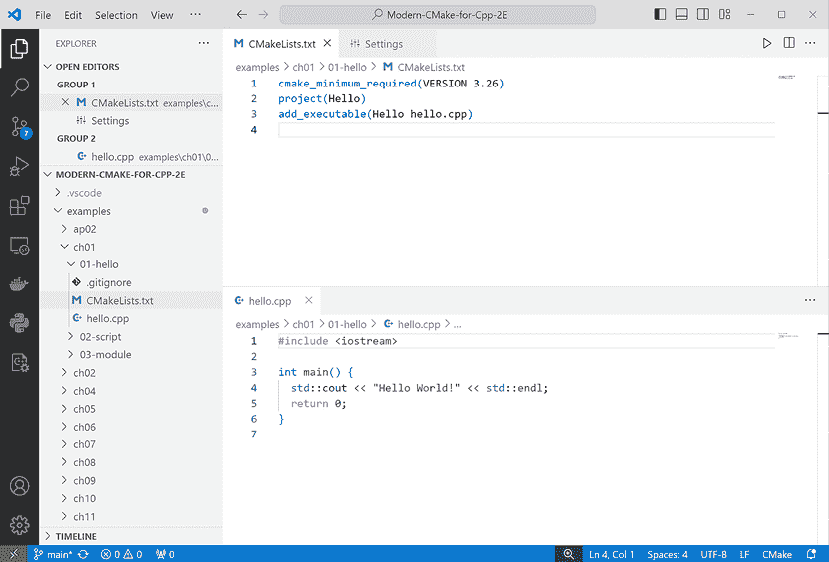 File Edit Selection View ··· Modern-CMake-for-Cpp-2E
EXPLORER ···
OPEN EDITORS
GROUP 1
CMakeLists.txt examples\c...
Settings
GROUP 2
hello.cpp examples\ch01\0...
MODERN-CMAKE-FOR-CPP-2E
.vscode
examples
ap02
ch01
01-hello
.gitignore
CMakeLists.txt
hello.cpp
02-script
03-module
ch02
ch04
ch05
ch06
ch07
ch08
ch09
ch10
ch11
TIMELINE
7
CMakeLists.txt Settings ···
examples > ch01 > 01-hello > CMakeLists.txt
1 cmake_minimum_required(VERSION 3.26)
2 project(Hello)
3 add_executable(Hello hello.cpp)
4
hello.cpp ···
examples > ch01 > 01-hello > hello.cpp > ...
1 #include <iostream>
2
3 int main() {
4 std::cout << "Hello World!" << std::endl;
5 return 0;
6 }
7
main* 0 0 0 Ln 4, Col 1 Spaces: 4 UTF-8 LF CMake